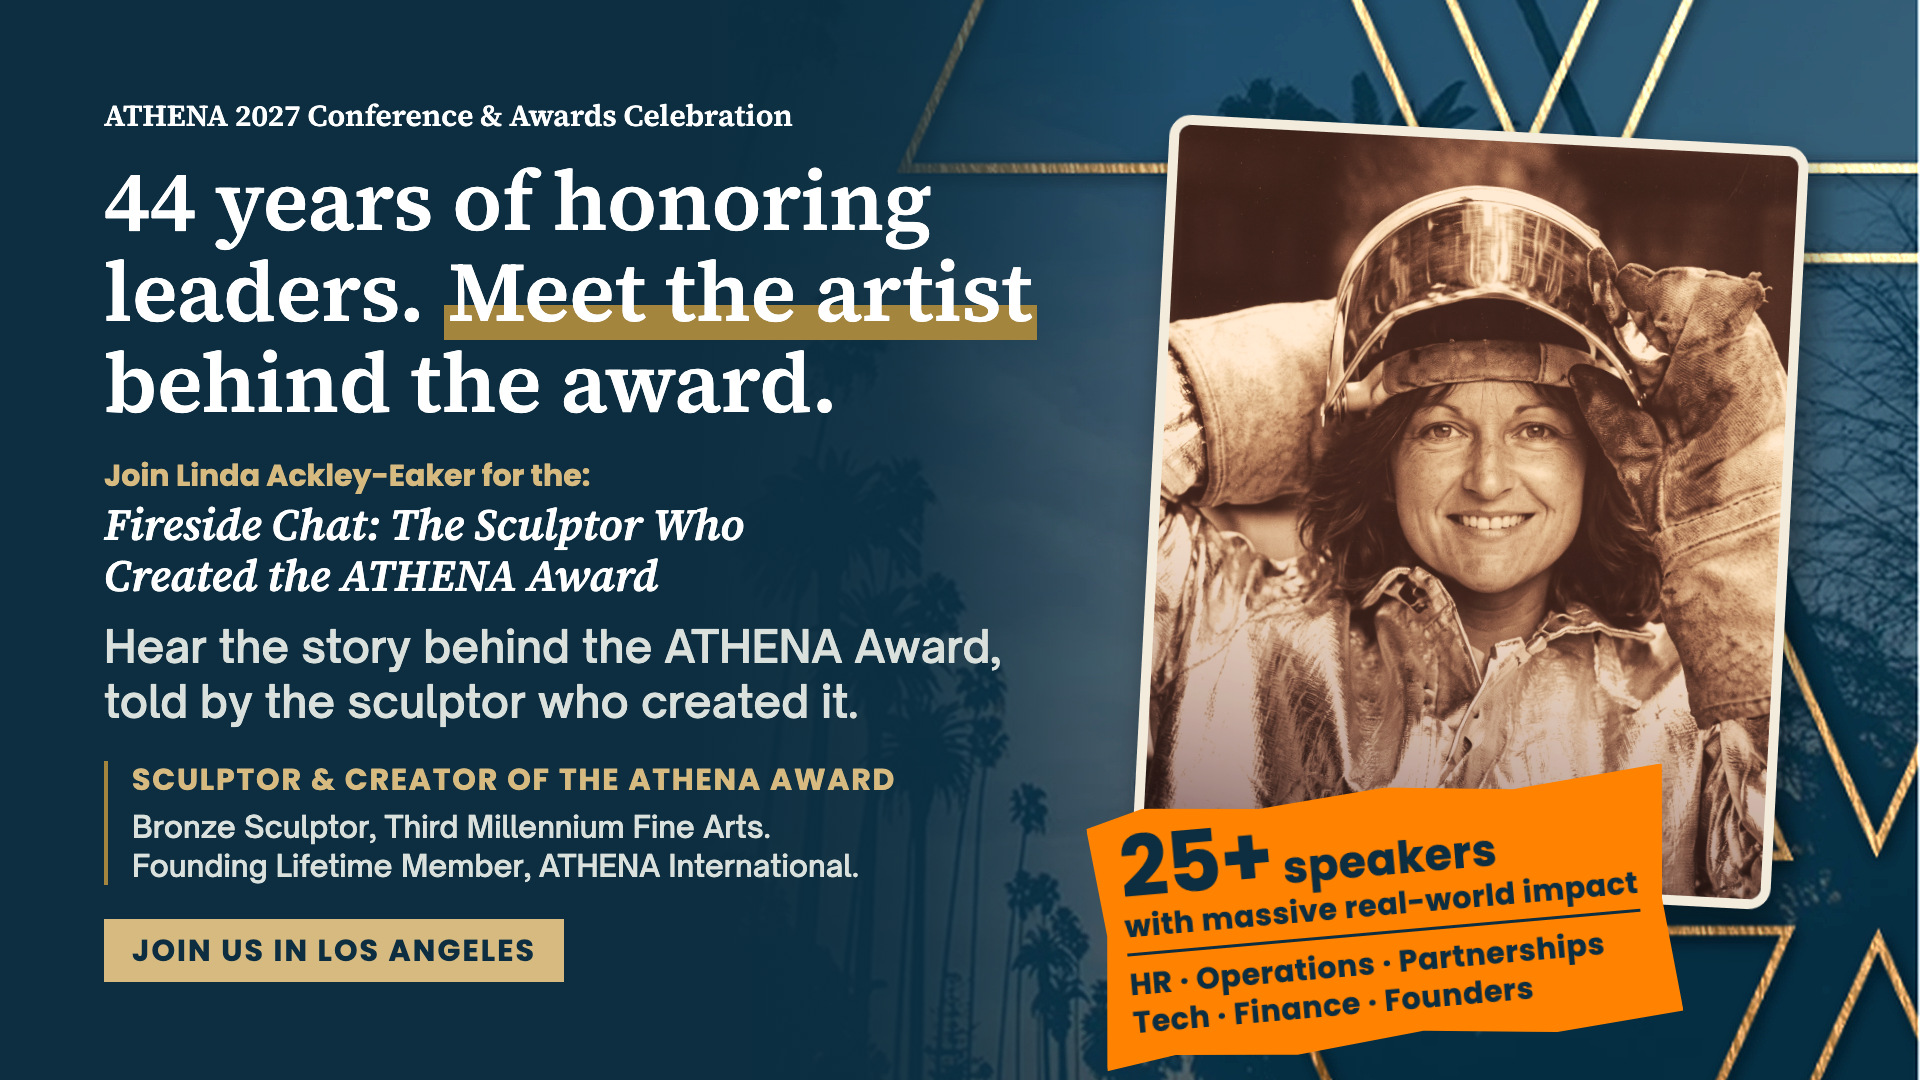 ATHENA 2027 Conference & Awards Celebration
44 years of honoring
leaders. Meet the artist
behind the award.
Join Linda Ackley-Eaker for the:
Fireside Chat: The Sculptor Who
Created the ATHENA Award
Hear the story behind the ATHENA Award,
told by the sculptor who created it.
SCULPTOR & CREATOR OF THE ATHENA AWARD
Bronze Sculptor, Third Millennium Fine Arts.
Founding Lifetime Member, ATHENA International.
JOIN US IN LOS ANGELES
25+ speakers
with massive real-world impact
HR · Operations · Partnerships
Tech · Finance · Founders